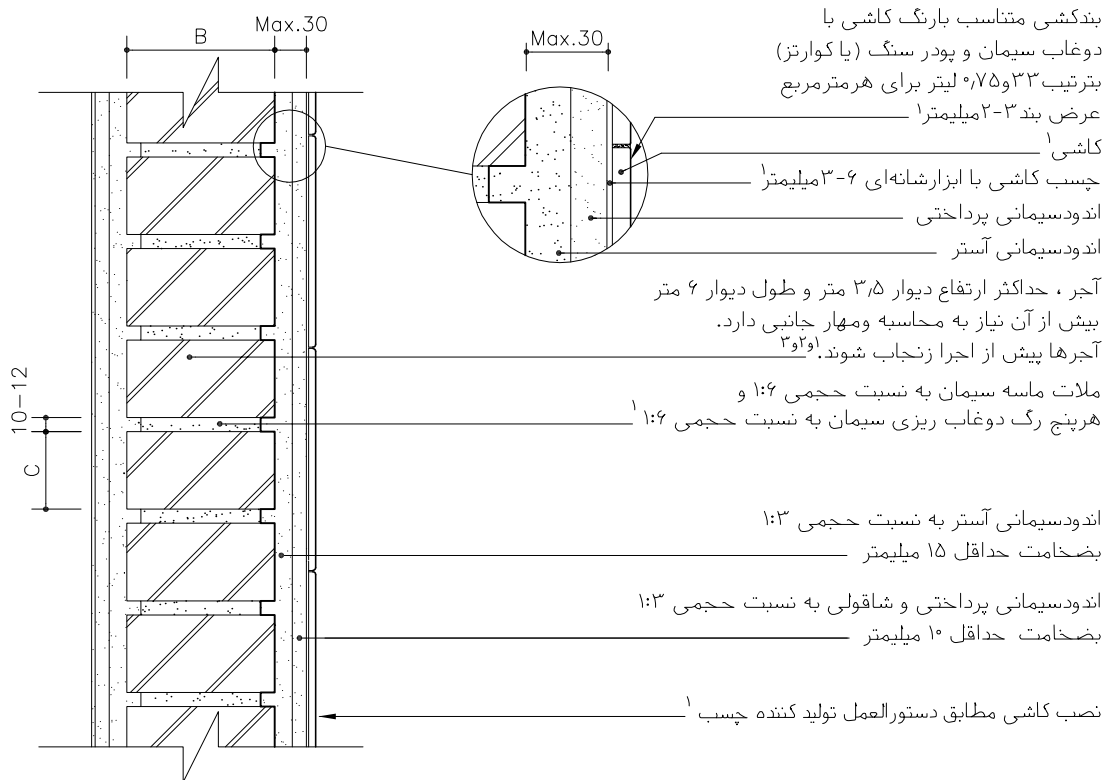 بندکشی متناسب بارنگ کاشی با
دوغاب سیمان و پودر سنگ (یا کوارتز)
بترتیب ۳۳و۰٫۷۵ لیتر برای هرمترمربع
عرض بند ۳-۲میلیمتر۱
کاشی۱
چسب کاشی با ابزارشانه‌ای ۶-۳میلیمتر۱
اندودسیمانی پرداختی
اندودسیمانی آستر
آجر ، حداکثر ارتفاع دیوار ۳٫۵ متر و طول دیوار ۶ متر
بیش از آن نیاز به محاسبه ومهار جانبی دارد.
آجرها پیش از اجرا زنجاب شوند.۱و۲و۳
ملات ماسه سیمان به نسبت حجمی ۱:۶ و
هرپنج رگ دوغاب ریزی سیمان به نسبت حجمی ۱:۶ ۱
اندودسیمانی آستر به نسبت حجمی ۱:۳
بضخامت حداقل ۱۵ میلیمتر
اندودسیمانی پرداختی و شاقولی به نسبت حجمی ۱:۳
بضخامت حداقل ۱۰ میلیمتر
نصب کاشی مطابق دستورالعمل تولید کننده چسب ۱
B
Max.30
Max.30
10-12
C